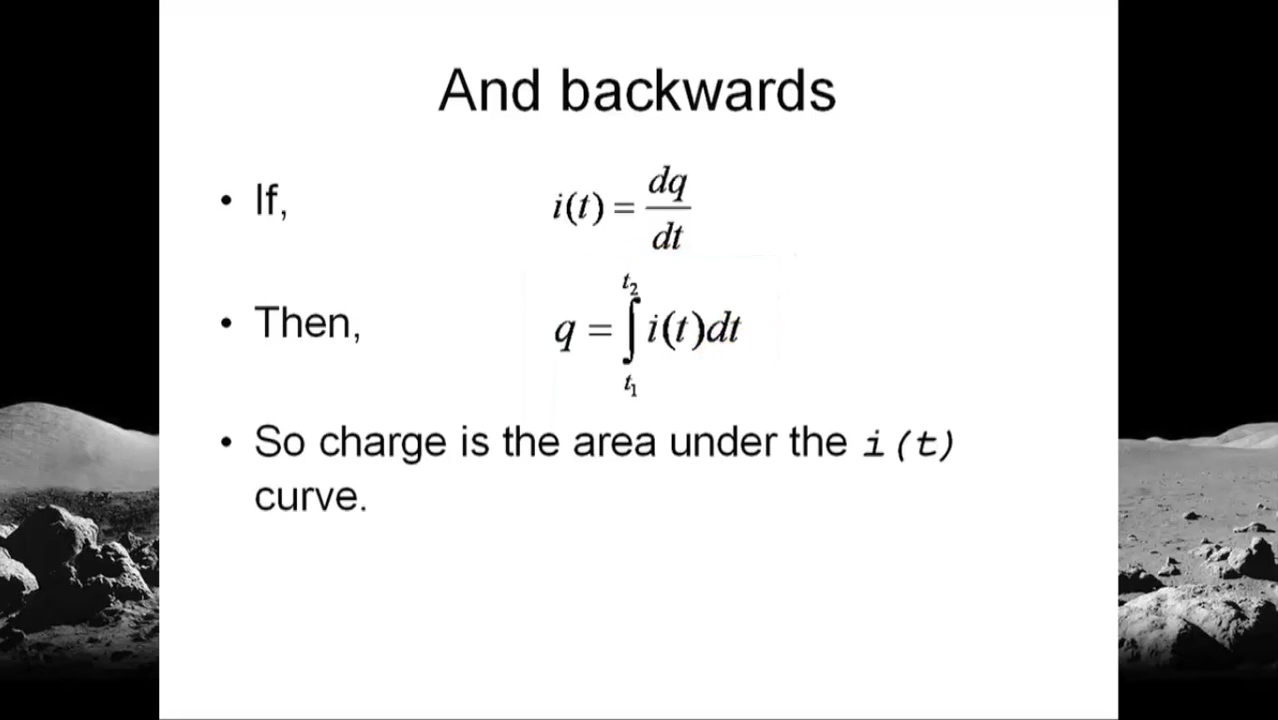 And backwards
• If, i(t) = dq/dt
• Then, q = ∫_{t₁}^{t₂} i(t)dt
• So charge is the area under the i(t)
curve.